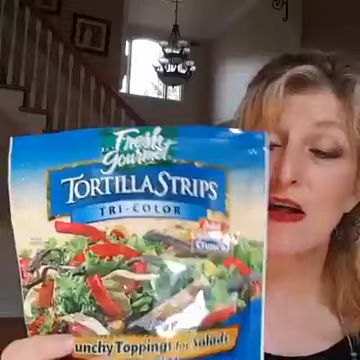 Fresh
Gourmet
TORTILLA STRIPS
TRI-COLOR
unchy Toppings for Salads